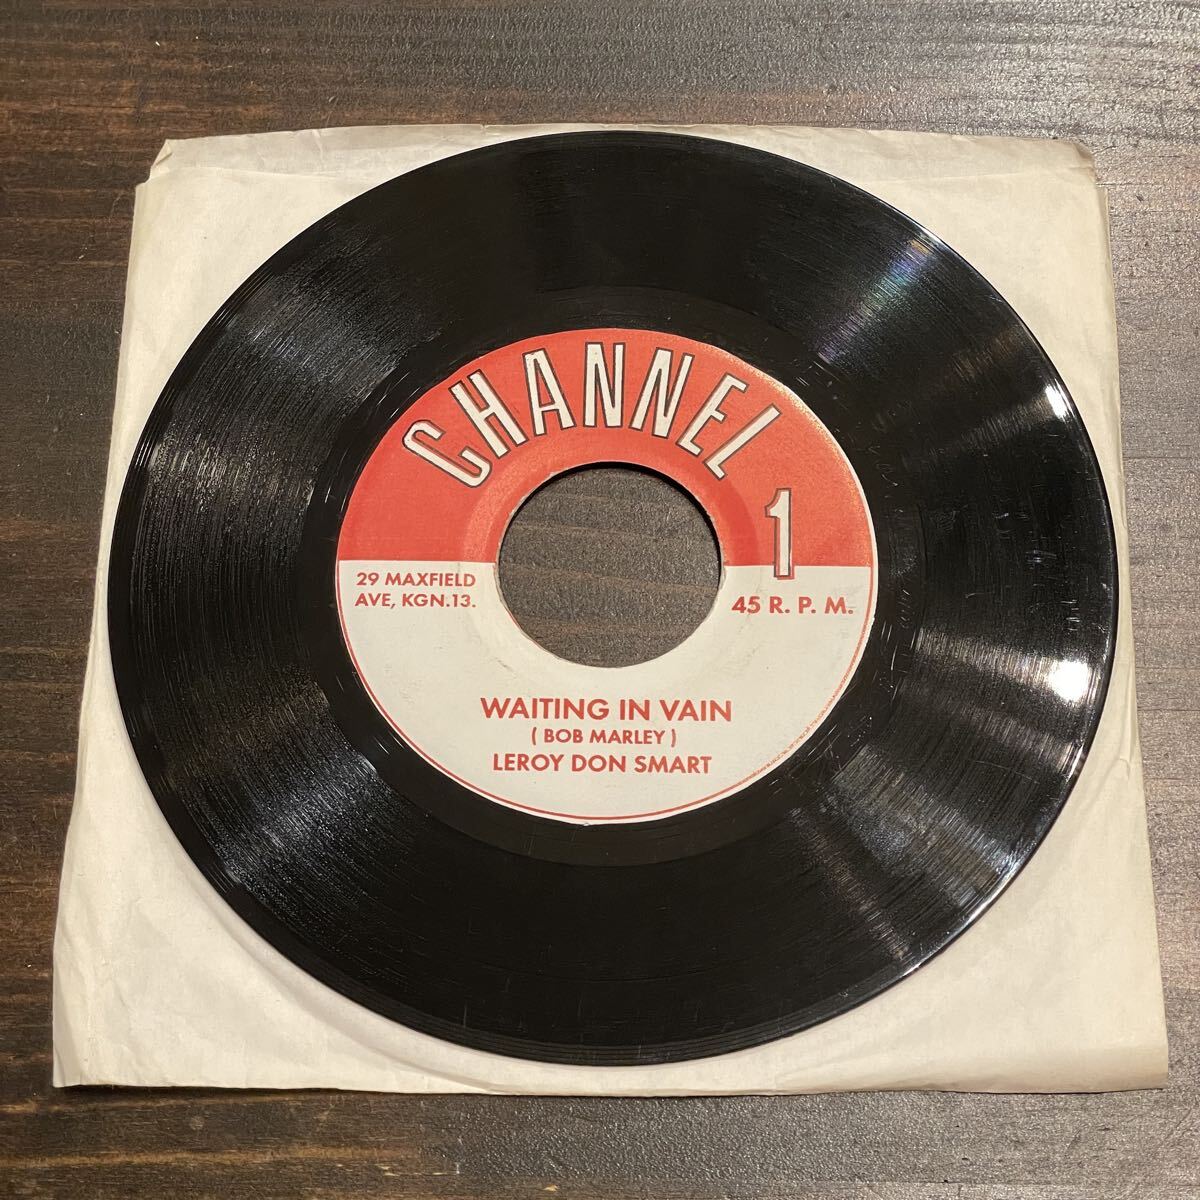 CHANNEL
1
29 MAXFIELD
AVE, KGN.13.
45 R. P. M.
WAITING IN VAIN
( BOB MARLEY )
LEROY DON SMART